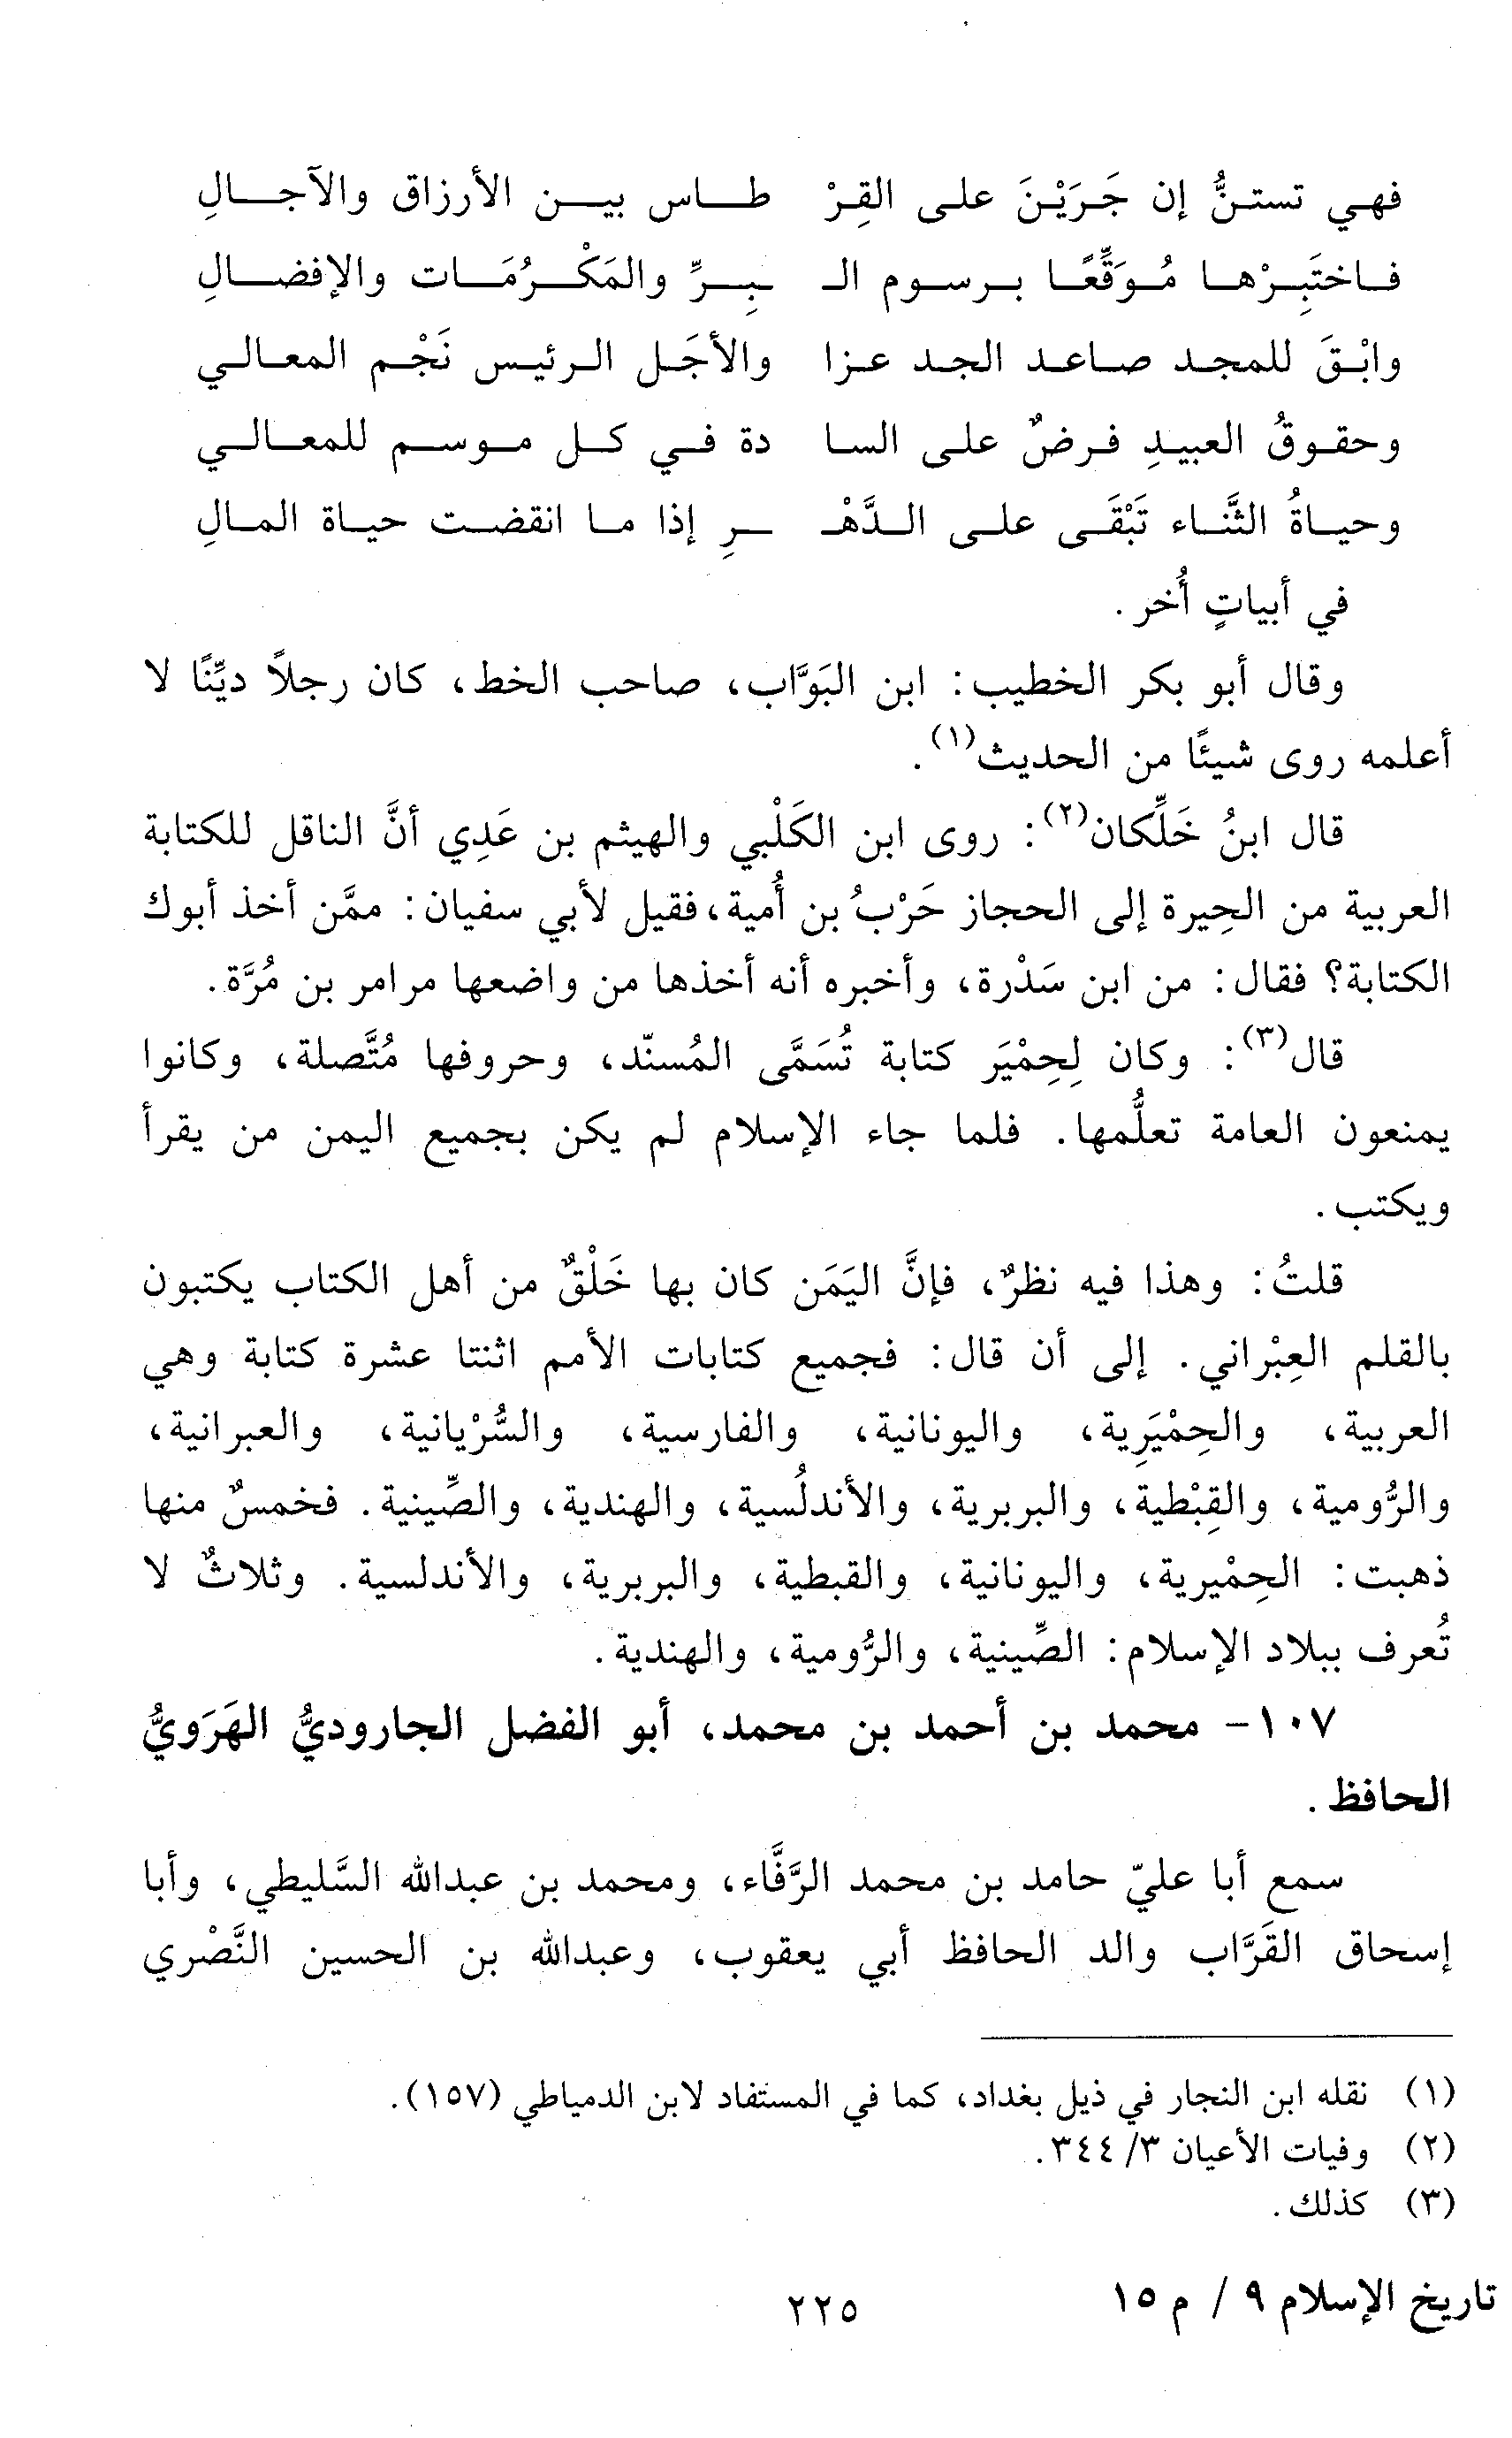 فهي تستنُّ إن جَرَيْنَ على القِرْ طاس بين الأرزاق والآجالِ
فاختَبِرْها مُوَقِّعًا برسوم الـ ـبِرِّ والمَكْرُمَات والإفضالِ
وابْقَ للمجد صاعد الجد عزا والأجَل الرئيس نَجْم المعالي
وحقوقُ العبيدِ فرضٌ على السا دة في كل موسم للمعالي
وحياةُ الثَّناء تَبْقَى على الدَّهْـ ـرِ إذا ما انقضت حياة المالِ
في أبياتٍ أُخر.
وقال أبو بكر الخطيب: ابن البَوَّاب، صاحب الخط، كان رجلاً ديِّنًا لا
أعلمه روى شيئًا من الحديث(١).
قال ابنُ خَلِّكان(٢): روى ابن الكَلْبي والهيثم بن عَدِي أنَّ الناقل للكتابة
العربية من الحِيرة إلى الحجاز حَرْبُ بن أُمية، فقيل لأبي سفيان: ممَّن أخذ أبوك
الكتابة؟ فقال: من ابن سَدْرة، وأخبره أنه أخذها من واضعها مرامر بن مُرَّة.
قال(٣): وكان لِحِمْيَر كتابة تُسَمَّى المُسنّد، وحروفها مُتَّصلة، وكانوا
يمنعون العامة تعلُّمها. فلما جاء الإسلام لم يكن بجميع اليمن من يقرأ
ويكتب.
قلتُ: وهذا فيه نظرٌ، فإنَّ اليَمَن كان بها خَلْقٌ من أهل الكتاب يكتبون
بالقلم العِبْراني. إلى أن قال: فجميع كتابات الأمم اثنتا عشرة كتابة وهي
العربية، والحِمْيَرِية، واليونانية، والفارسية، والسُّرْيانية، والعبرانية،
والرُّومية، والقِبْطية، والبربرية، والأندلُسية، والهندية، والصِّينية. فخمسٌ منها
ذهبت: الحِمْيرية، واليونانية، والقبطية، والبربرية، والأندلسية. وثلاثٌ لا
تُعرف ببلاد الإسلام: الصِّينية، والرُّومية، والهندية.
١٠٧- محمد بن أحمد بن محمد، أبو الفضل الجاروديُّ الهَرَويُّ
الحافظ.
سمع أبا عليّ حامد بن محمد الرَّفَّاء، ومحمد بن عبدالله السَّليطي، وأبا
إسحاق القَرَّاب والد الحافظ أبي يعقوب، وعبدالله بن الحسين النَّصْري
(١) نقله ابن النجار في ذيل بغداد، كما في المستفاد لابن الدمياطي (١٥٧).
(٢) وفيات الأعيان ٣/ ٣٤٤.
(٣) كذلك.
تاريخ الإسلام ٩ / م ١٥
٢٢٥